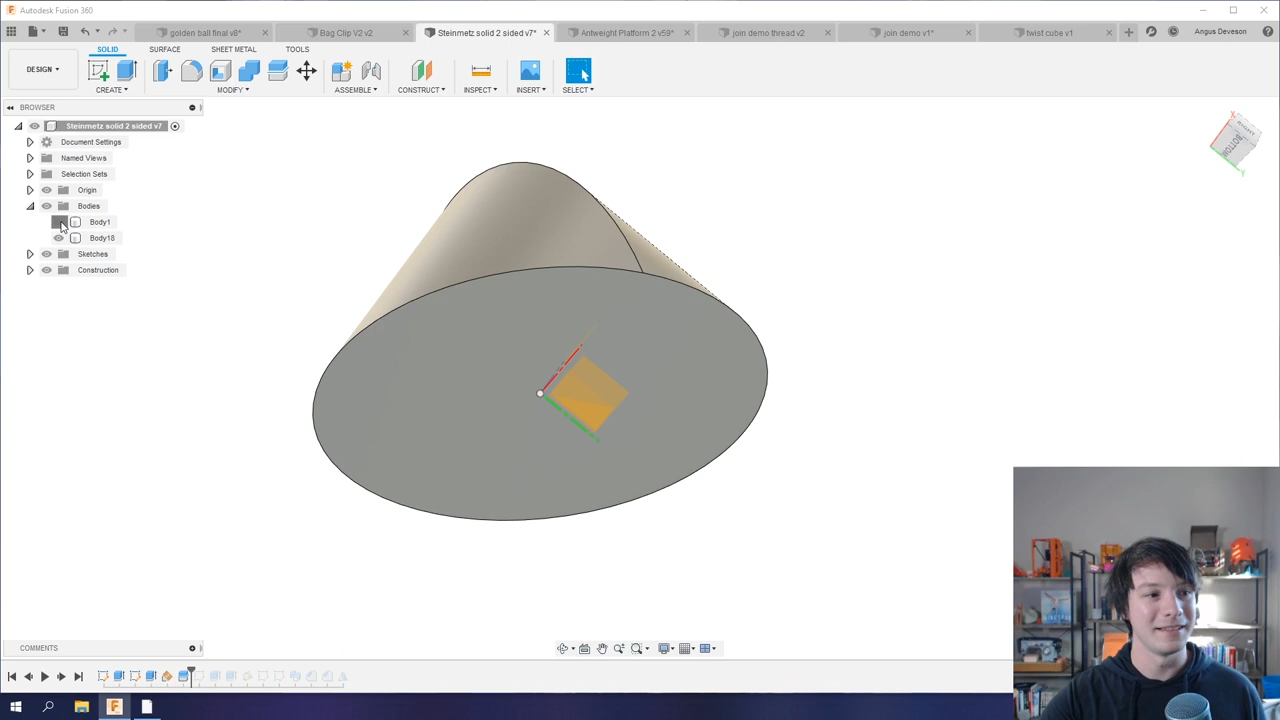 Autodesk Fusion 360
golden ball final v8*
Bag Clip V2 v2
Steinmetz solid 2 sided v7*
Antweight Platform 2 v59*
join demo thread v2
join demo v1*
twist cube v1
Angus Deveson
SOLID
SURFACE
SHEET METAL
TOOLS
DESIGN
CREATE
MODIFY
ASSEMBLE
CONSTRUCT
INSPECT
INSERT
SELECT
BROWSER
Steinmetz solid 2 sided v7
Document Settings
Named Views
Selection Sets
Origin
Bodies
Body1
Body18
Sketches
Construction
X
BOTTOM
Y
COMMENTS